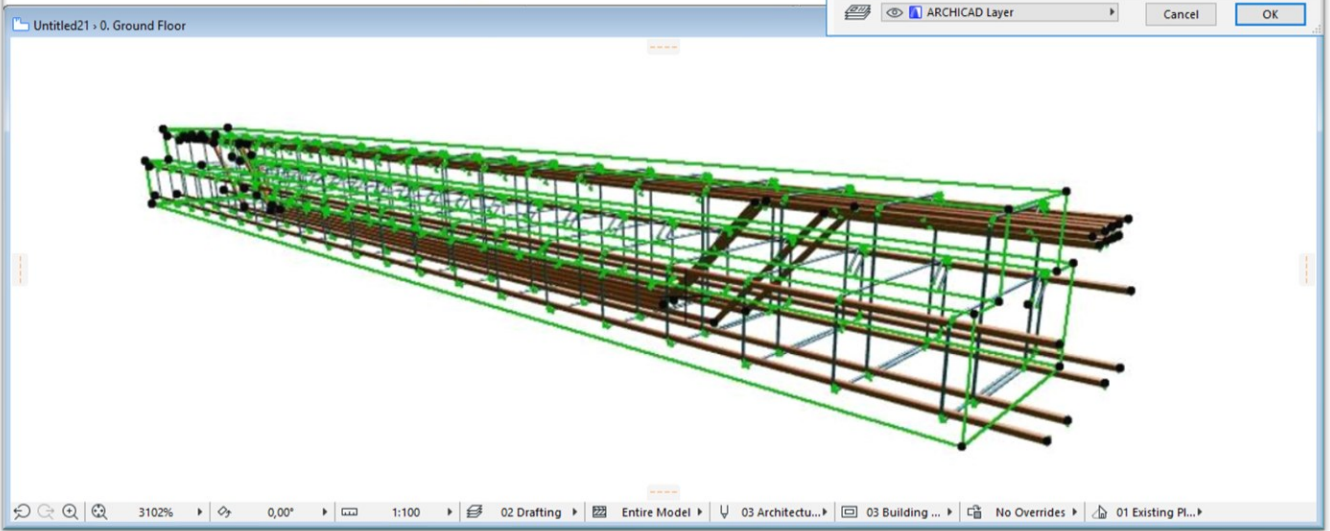 ARCHICAD Layer
Cancel
OK
Untitled21 › 0. Ground Floor
3102%
0,00°
1:100
02 Drafting
Entire Model
03 Architectu...
03 Building ...
No Overrides
01 Existing Pl...